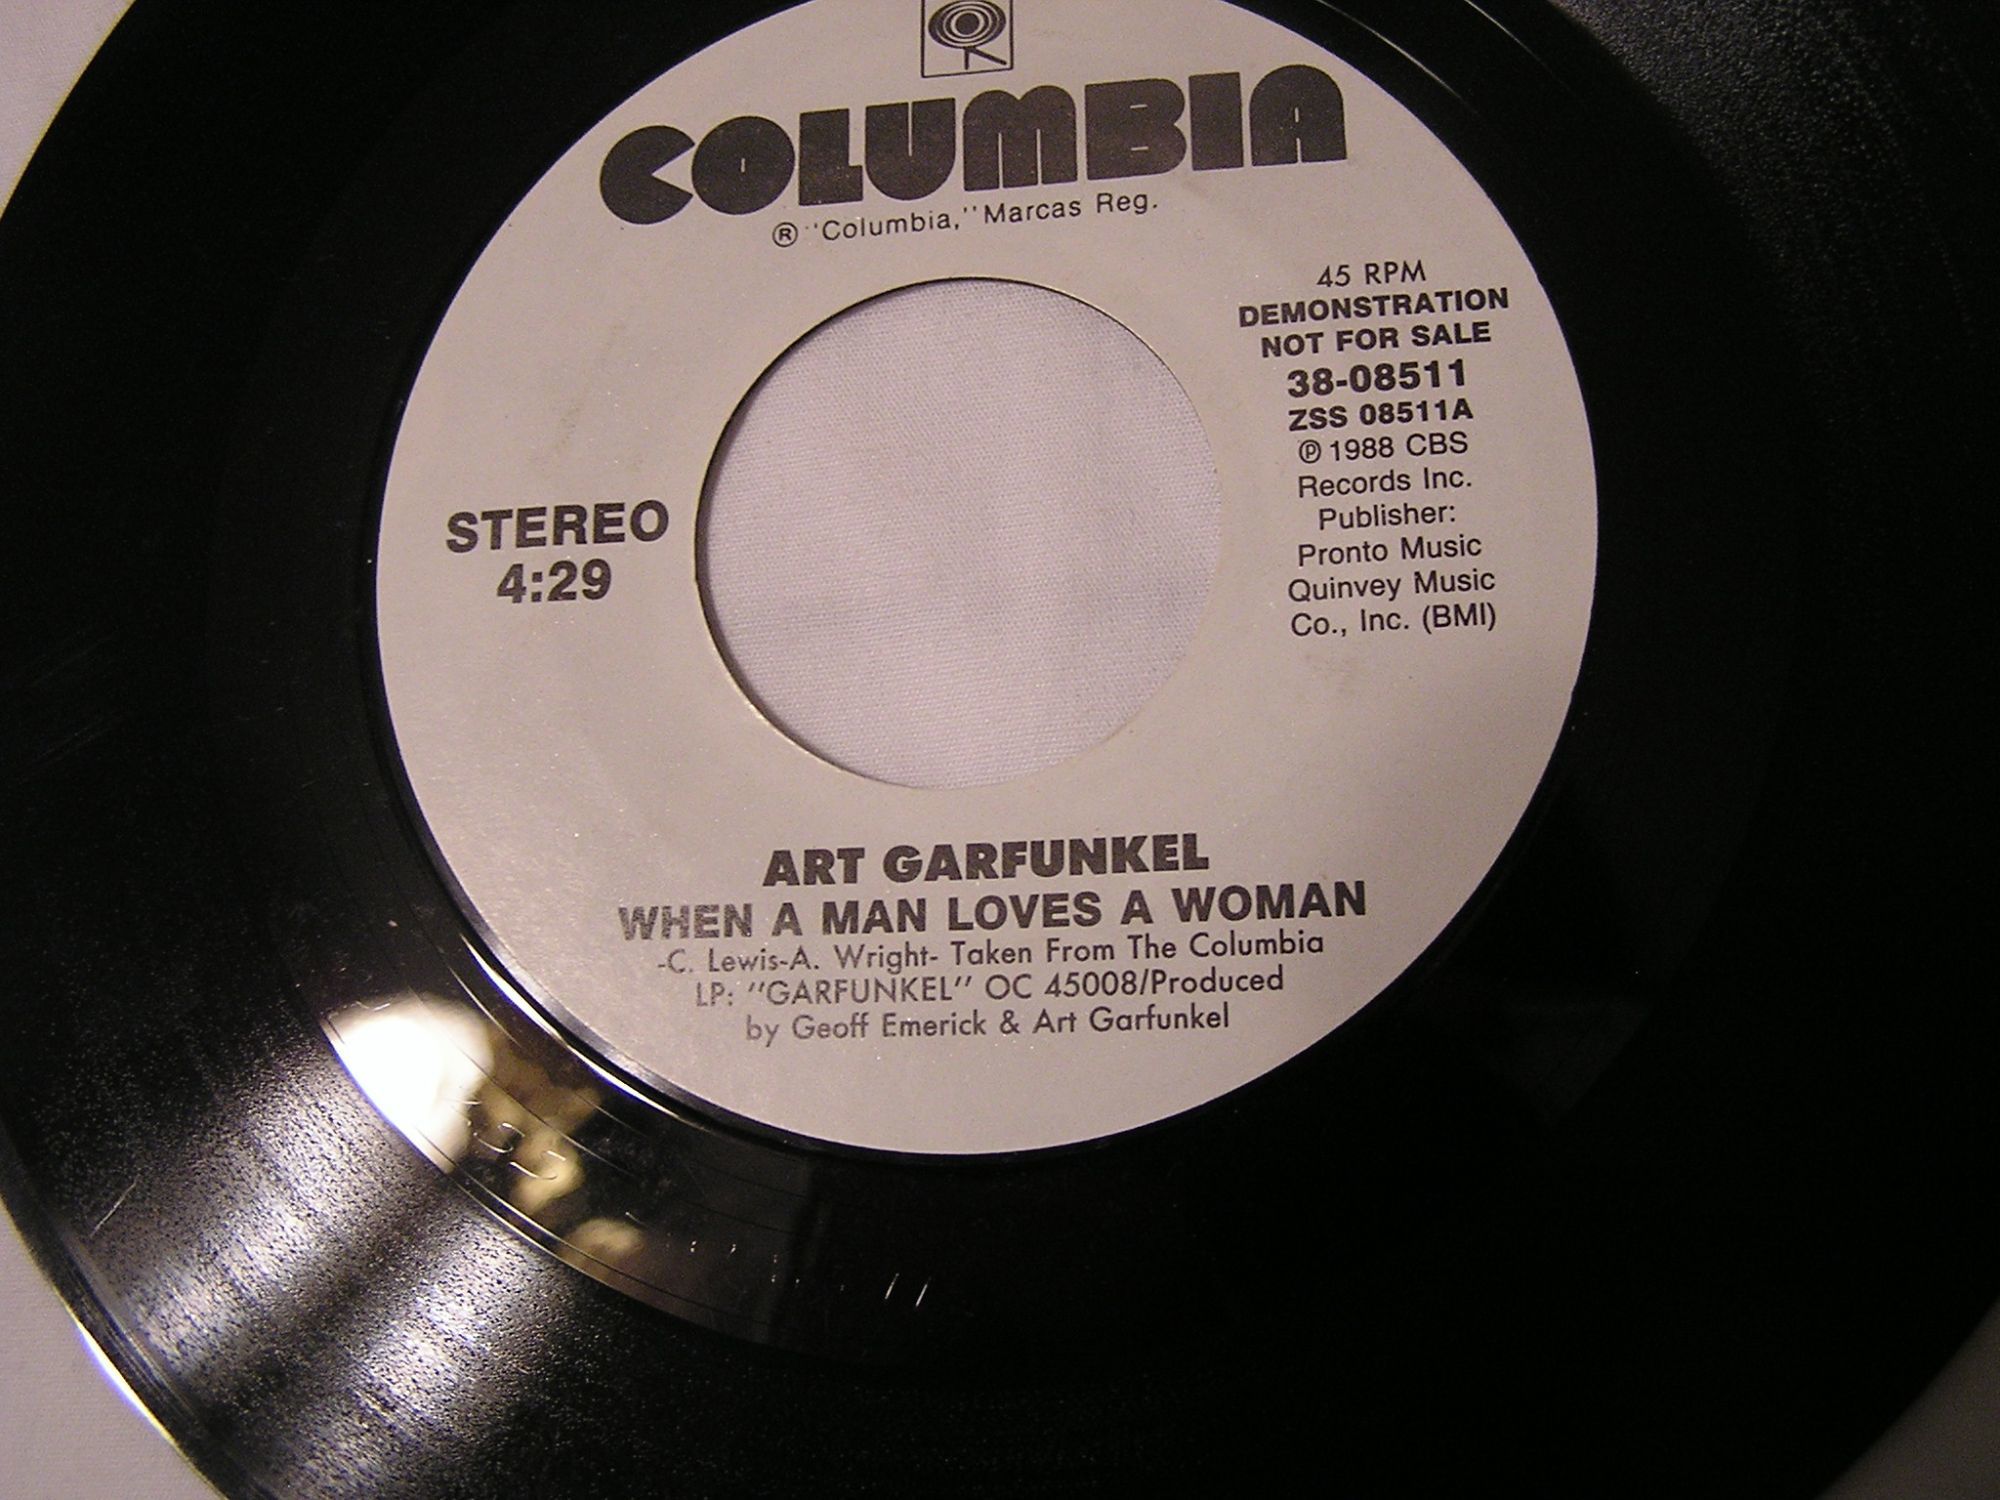 COLUMBIA
® "Columbia," Marcas Reg.
45 RPM
DEMONSTRATION
NOT FOR SALE
38-08511
ZSS 08511A
℗ 1988 CBS
Records Inc.
Publisher:
Pronto Music
Quinvey Music
Co., Inc. (BMI)
STEREO
4:29
ART GARFUNKEL
WHEN A MAN LOVES A WOMAN
-C. Lewis-A. Wright- Taken From The Columbia
LP: "GARFUNKEL" OC 45008/Produced
by Geoff Emerick & Art Garfunkel